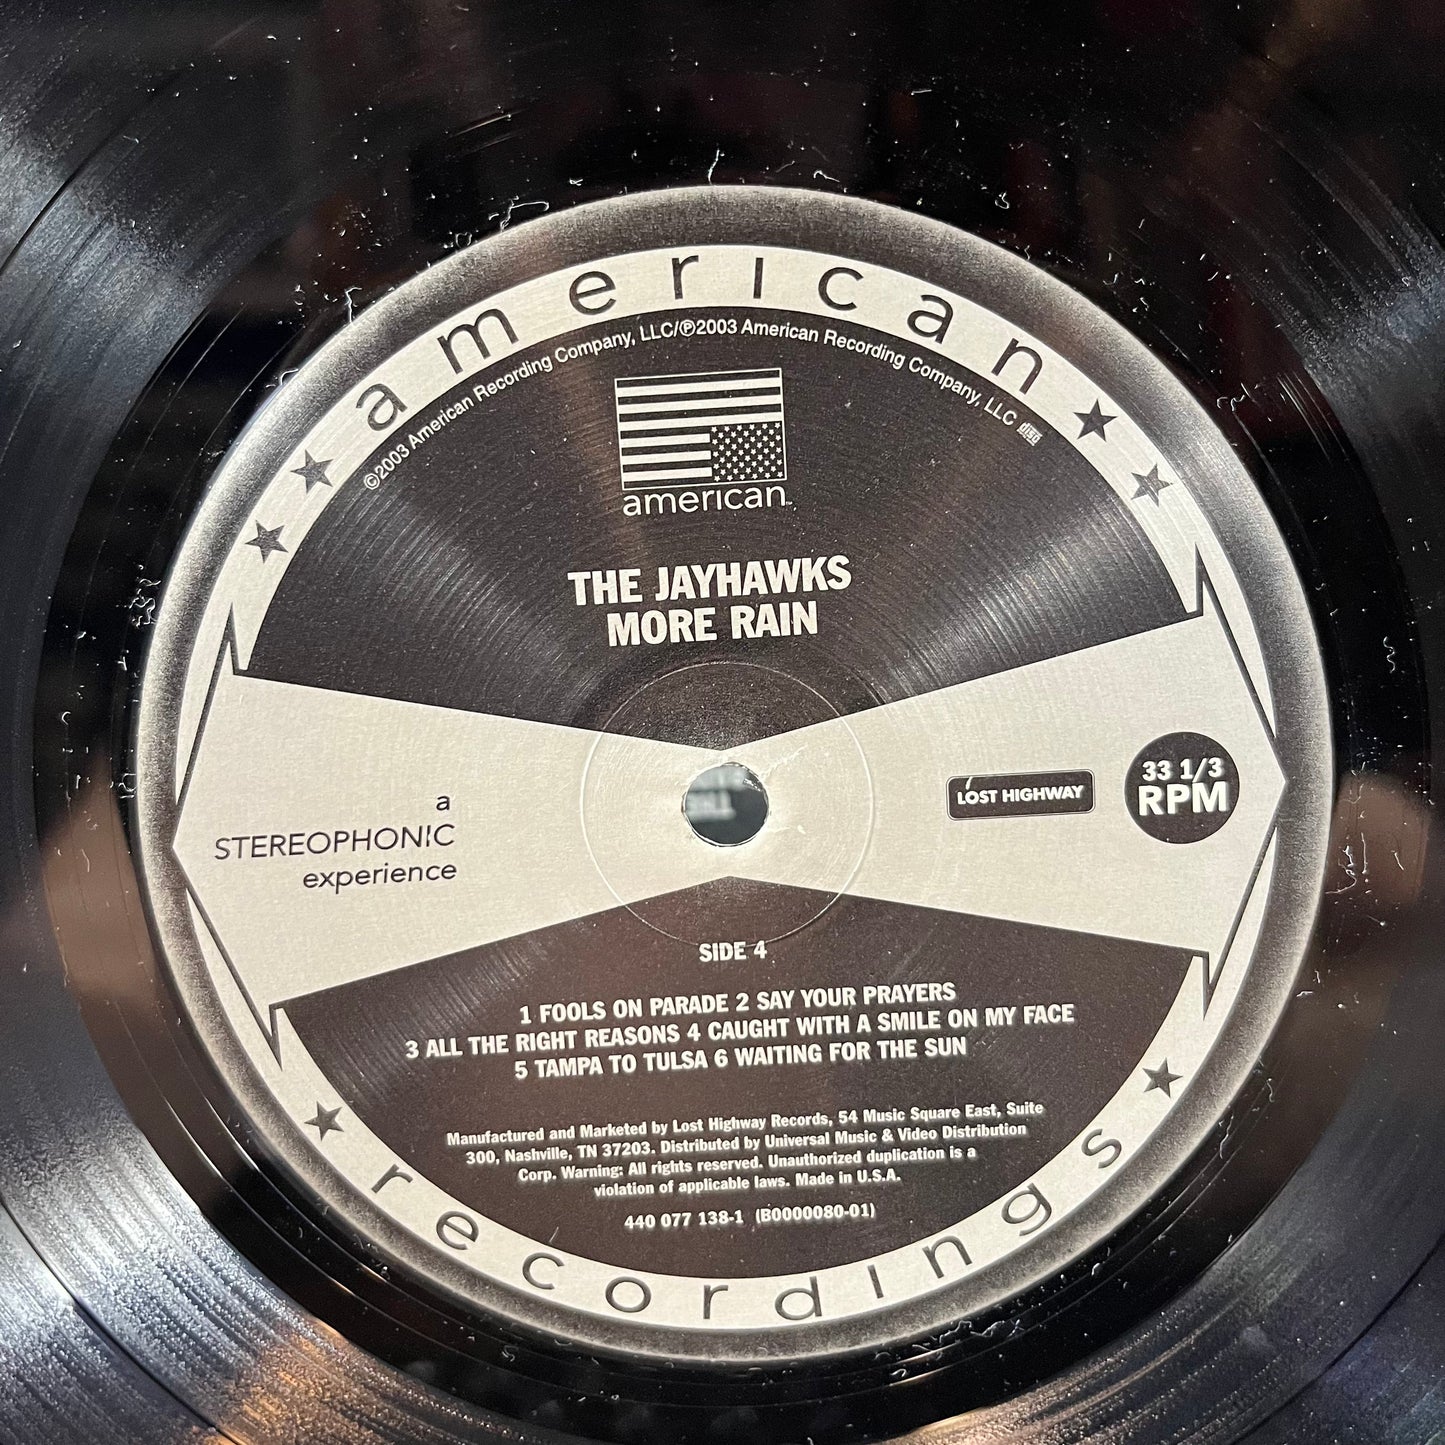 american
©2003 American Recording Company, LLC/℗2003 American Recording Company, LLC disc
american
THE JAYHAWKS
MORE RAIN
33 1/3
RPM
LOST HIGHWAY
a
STEREOPHONIC
experience
SIDE 4
1 FOOLS ON PARADE 2 SAY YOUR PRAYERS
3 ALL THE RIGHT REASONS 4 CAUGHT WITH A SMILE ON MY FACE
5 TAMPA TO TULSA 6 WAITING FOR THE SUN
Manufactured and Marketed by Lost Highway Records, 54 Music Square East, Suite
300, Nashville, TN 37203. Distributed by Universal Music & Video Distribution
Corp. Warning: All rights reserved. Unauthorized duplication is a
violation of applicable laws. Made in U.S.A.
440 077 138-1 (B0000080-01)
recordings